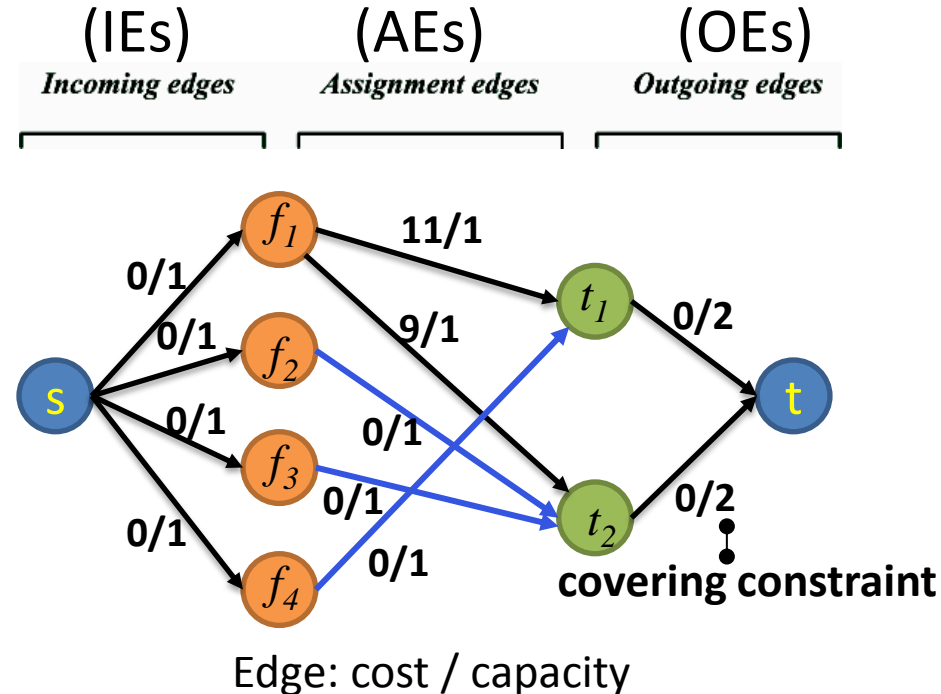 (IEs) (AEs) (OEs)
Incoming edges Assignment edges Outgoing edges
f1
11/1
0/1
t1
0/2
9/1
0/1
f2
s
t
0/1
0/1
f3
0/1
0/2
t2
0/1
0/1
covering constraint
f4
Edge: cost / capacity